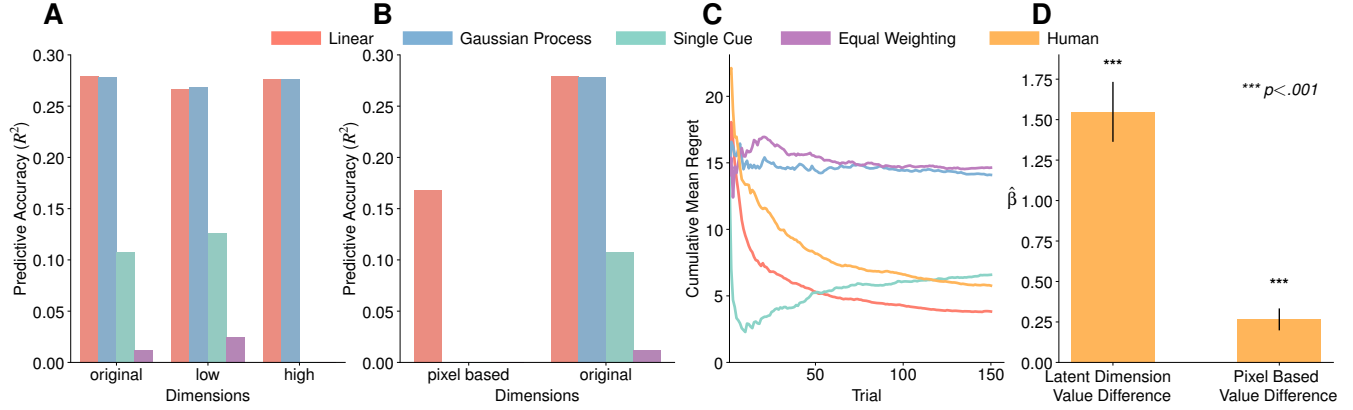 A
B
C
D
Linear
Gaussian Process
Single Cue
Equal Weighting
Human
0.30
0.25
0.20
0.15
0.10
0.05
0.00
Predictive Accuracy (R²)
original
low
high
Dimensions
0.30
0.25
0.20
0.15
0.10
0.05
0.00
Predictive Accuracy (R²)
pixel based
original
Dimensions
20
15
10
5
0
Cumulative Mean Regret
50
100
150
Trial
1.75
1.50
1.25
1.00
0.75
0.50
0.25
0.00
β̂
***
***
*** p<.001
Latent Dimension
Value Difference
Pixel Based
Value Difference